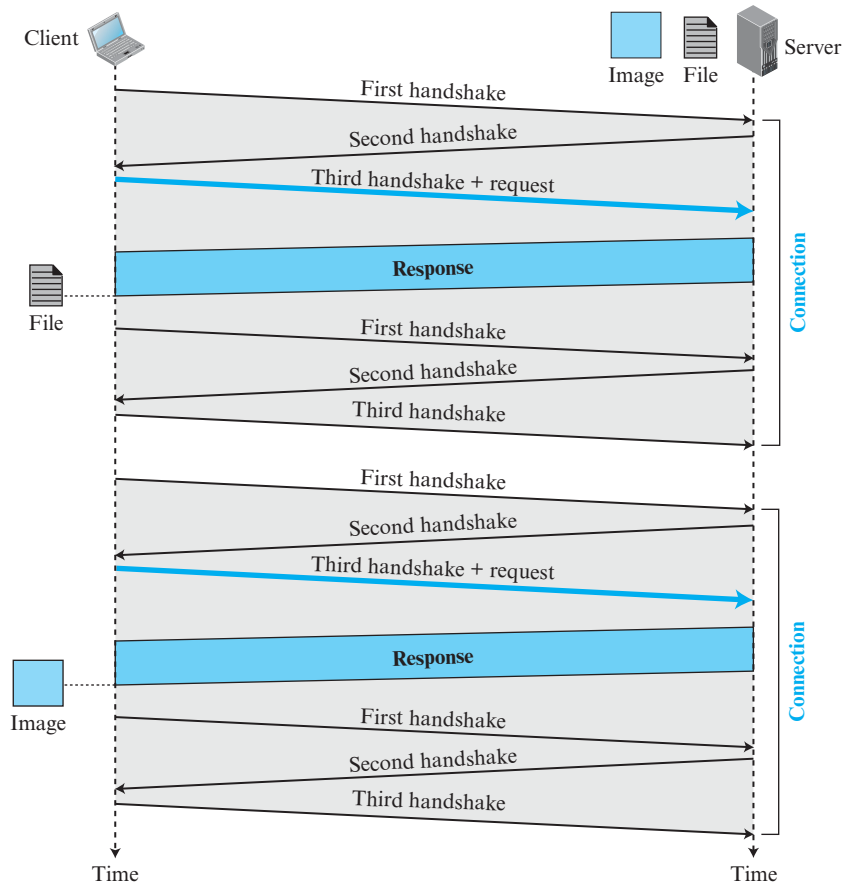 Client
Server
Image
File
First handshake
Second handshake
Third handshake + request
Response
File
First handshake
Second handshake
Third handshake
Connection
First handshake
Second handshake
Third handshake + request
Response
Image
First handshake
Second handshake
Third handshake
Connection
Time
Time